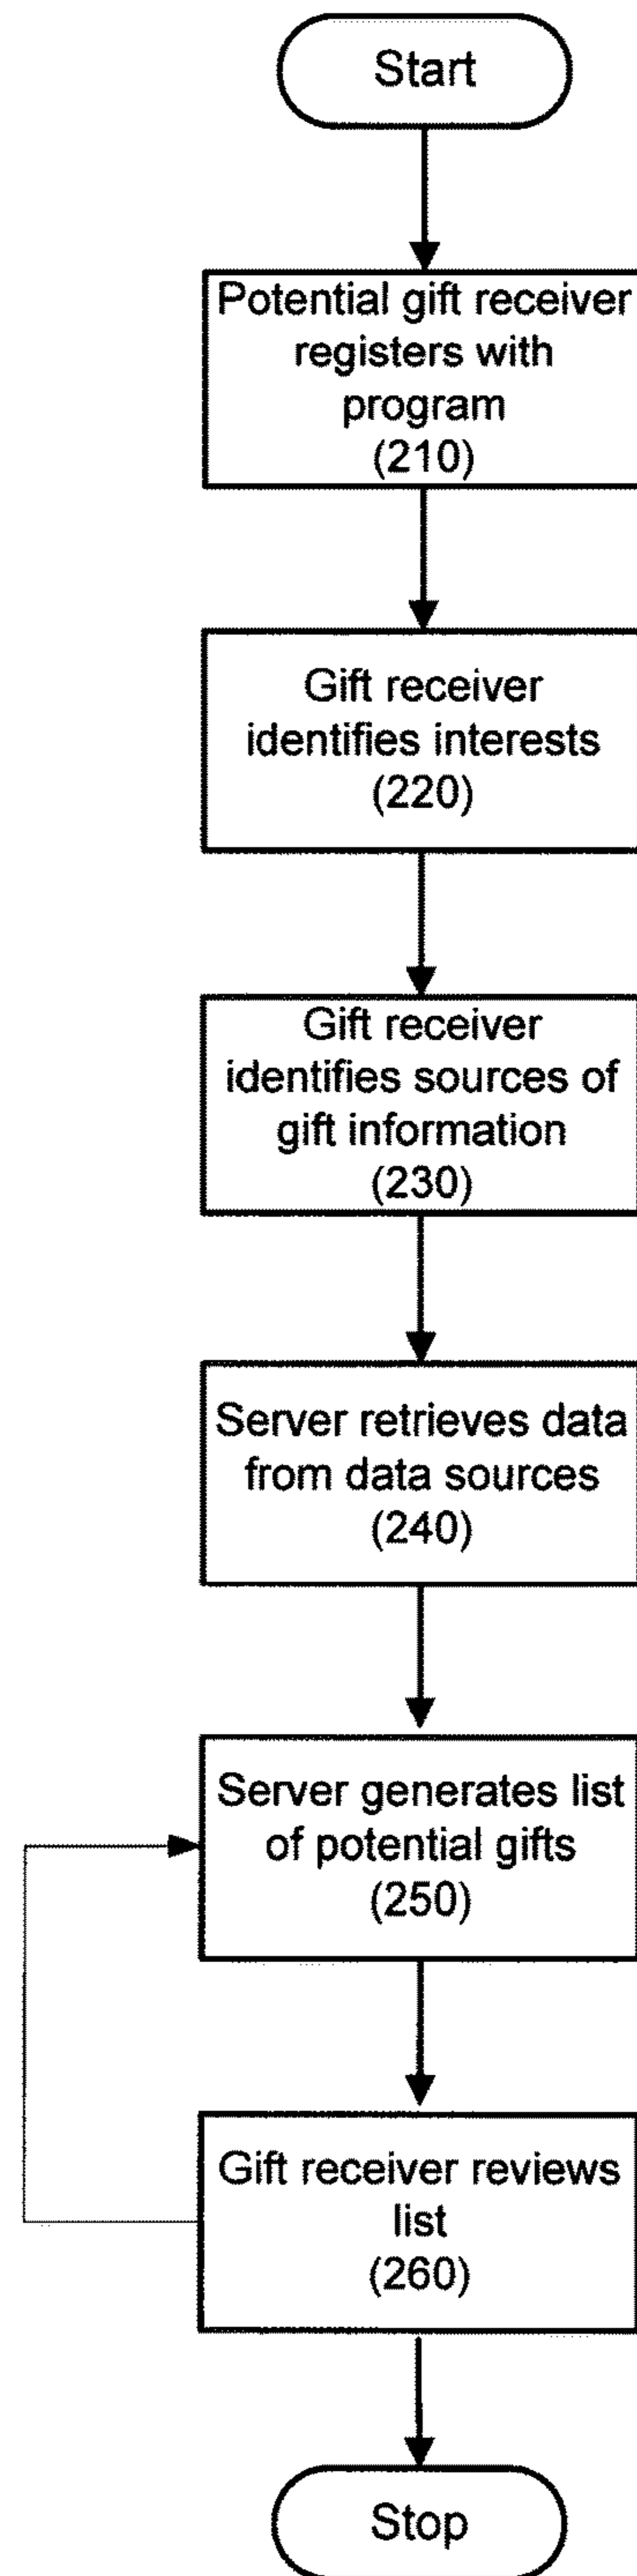 Start
Potential gift receiver
registers with
program
(210)
Gift receiver
identifies interests
(220)
Gift receiver
identifies sources of
gift information
(230)
Server retrieves data
from data sources
(240)
Server generates list
of potential gifts
(250)
Gift receiver reviews
list
(260)
Stop